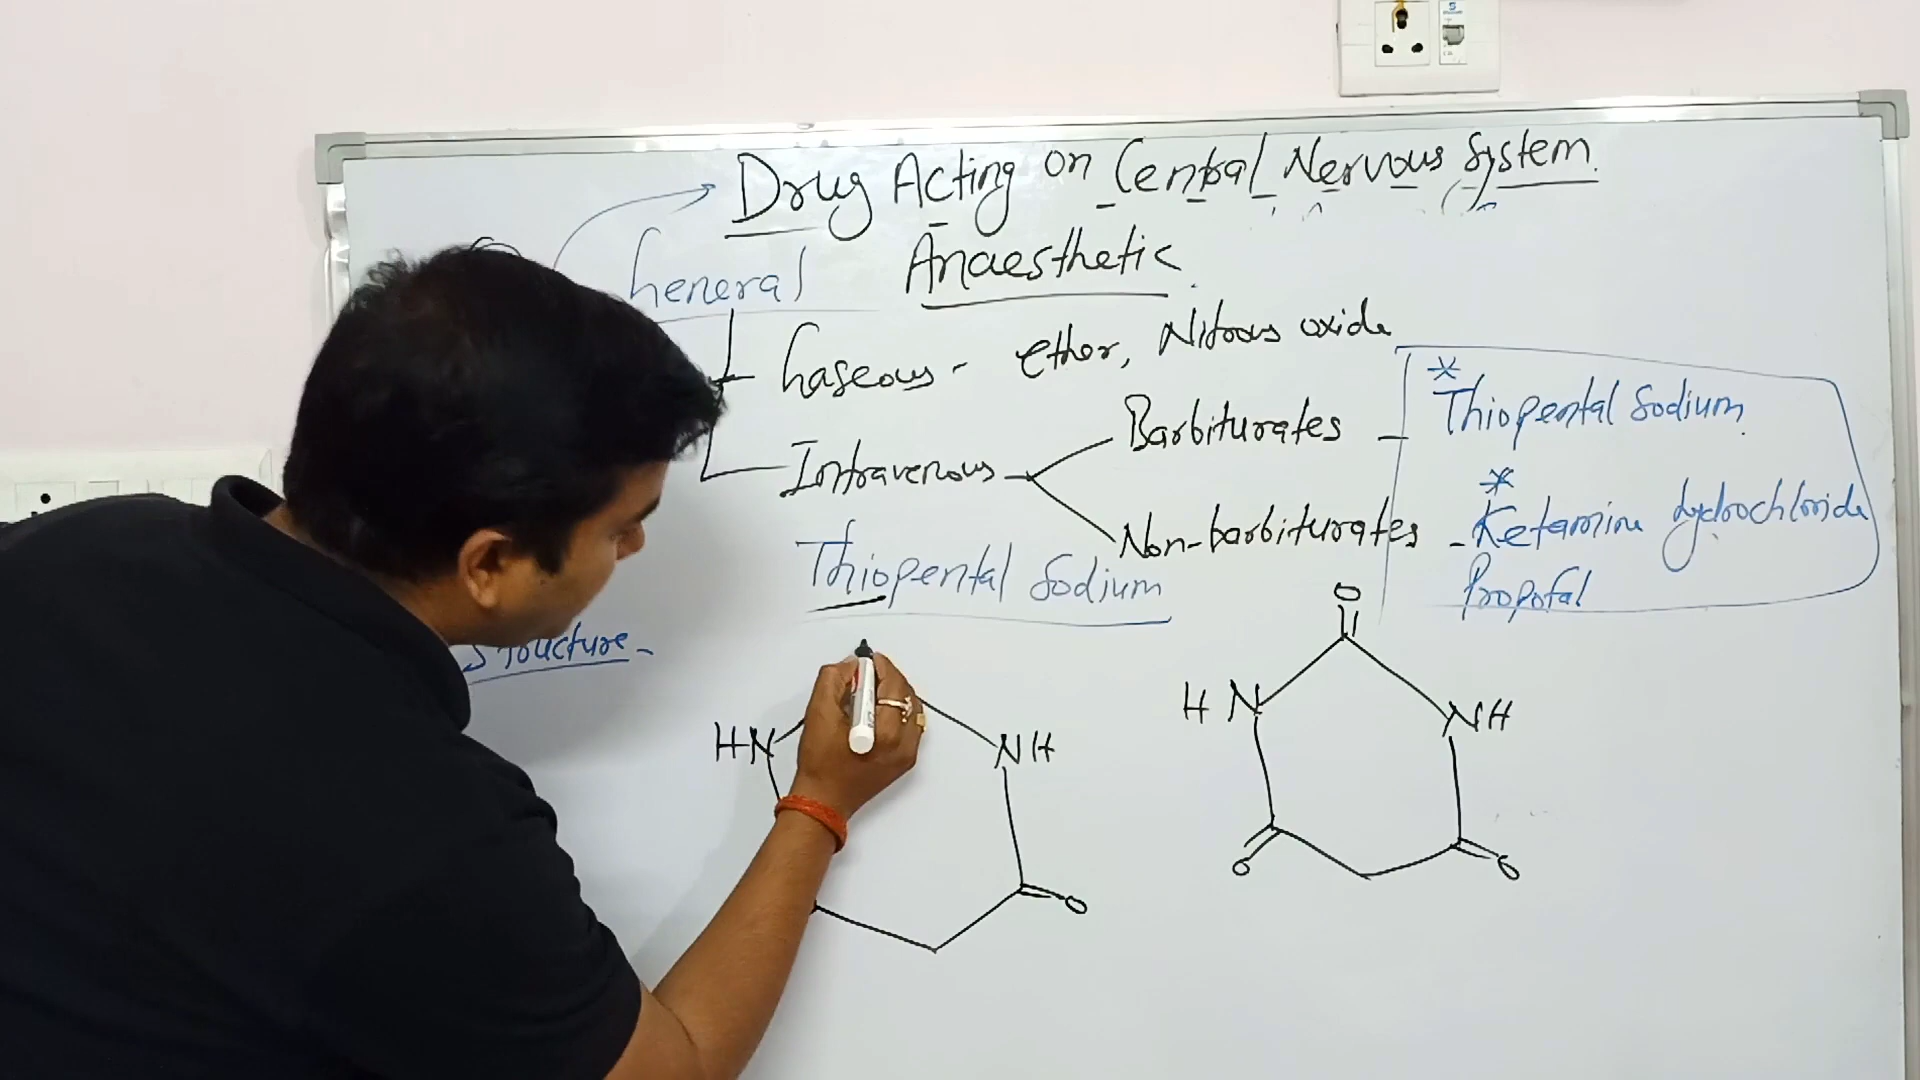 Drug Acting on Central Nervous System.
General Anaesthetic.
Gaseous - ether, Nitrous oxide
Barbiturates - * Thiopental Sodium.
Intravenous
Non-barbiturates - * Ketamine hydrochloride
Propofal
Thiopental Sodium
Structure -
O
HN NH
HN NH
O O
O